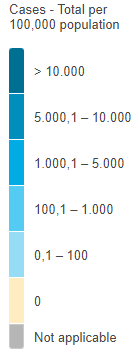 Cases - Total per
100,000 population
> 10.000
5.000,1 – 10.000
1.000,1 – 5.000
100,1 – 1.000
0,1 – 100
0
Not applicable